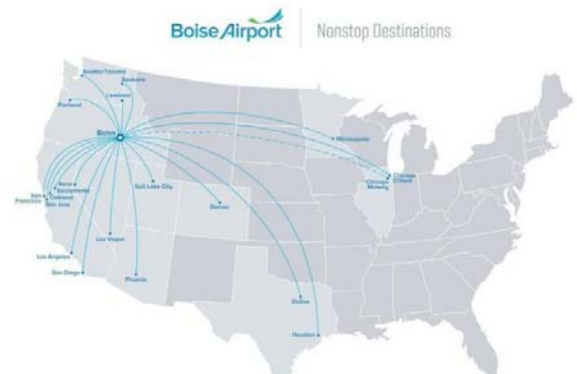 Boise Airport
Nonstop Destinations
Seattle/Tacoma
Spokane
Lewiston
Portland
Boise
Minneapolis
Chicago
O'Hare
Chicago
Midway
Reno
Sacramento
San
Francisco
Oakland
San Jose
Salt Lake City
Denver
Las Vegas
Los Angeles
San Diego
Phoenix
Dallas
Houston